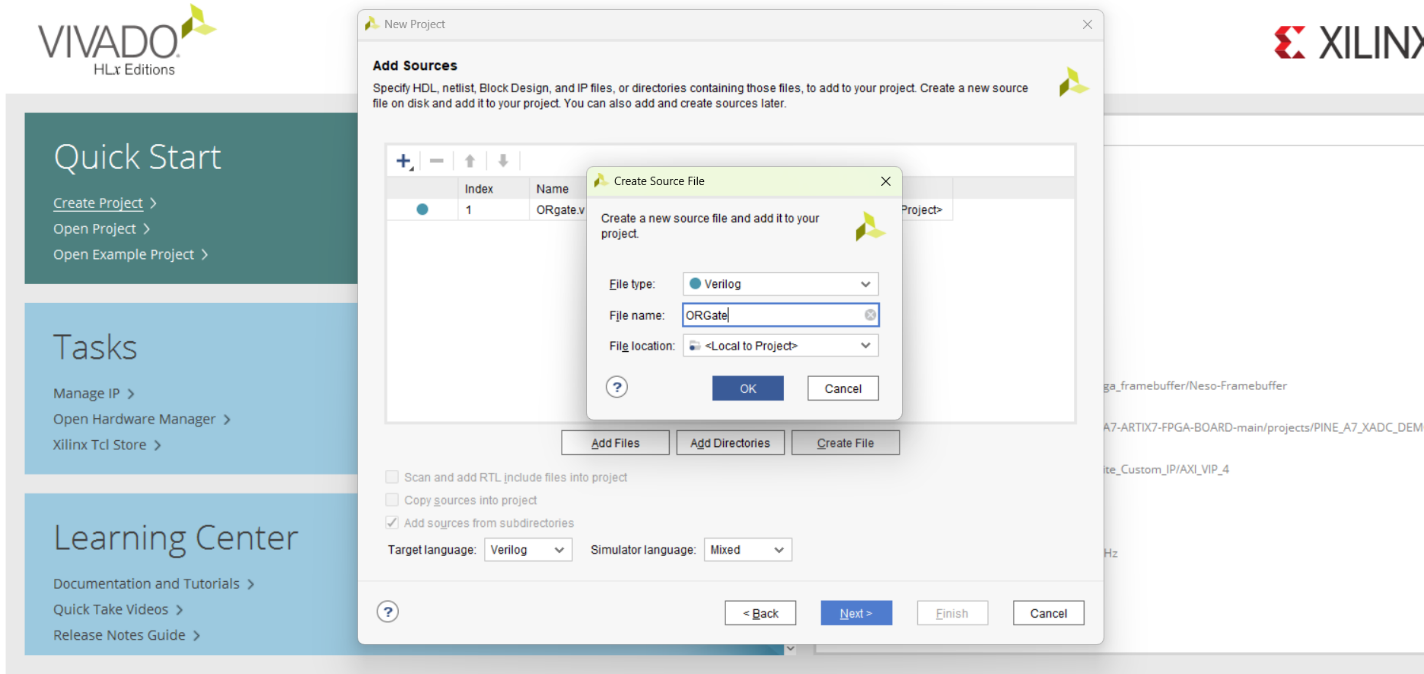 VIVADO
HLx Editions
XILINX
Quick Start
Create Project >
Open Project >
Open Example Project >
Tasks
Manage IP >
Open Hardware Manager >
Xilinx Tcl Store >
Learning Center
Documentation and Tutorials >
Quick Take Videos >
Release Notes Guide >
New Project
Add Sources
Specify HDL, netlist, Block Design, and IP files, or directories containing those files, to add to your project. Create a new source
file on disk and add it to your project. You can also add and create sources later.
Index Name
1 ORgate.v Project>
Create Source File
Create a new source file and add it to your
project.
File type: Verilog
File name: ORGate
File location: <Local to Project>
? OK Cancel
Add Files Add Directories Create File
Scan and add RTL include files into project
Copy sources into project
Add sources from subdirectories
Target language: Verilog Simulator language: Mixed
? < Back Next > Finish Cancel
ga_framebuffer/Neso-Framebuffer
A7-ARTIX7-FPGA-BOARD-main/projects/PINE_A7_XADC_DEM
ite_Custom_IP/AXI_VIP_4
Hz